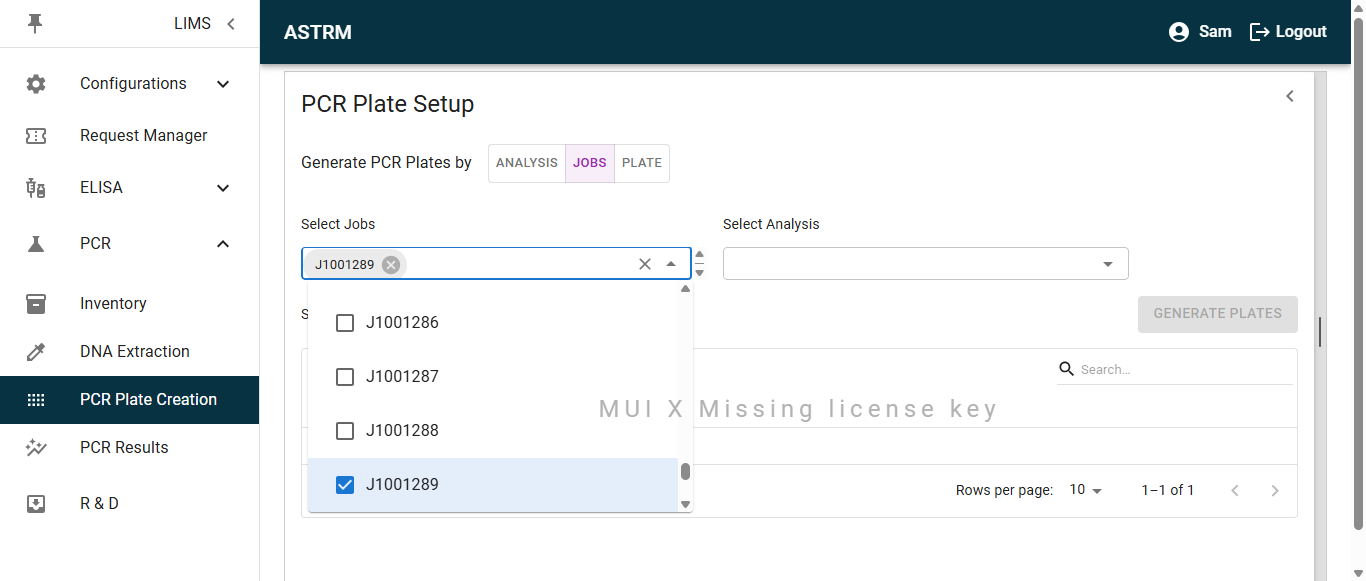 LIMS
ASTRM
Sam
Logout
Configurations
Request Manager
ELISA
PCR
Inventory
DNA Extraction
PCR Plate Creation
PCR Results
R & D
PCR Plate Setup
Generate PCR Plates by
ANALYSIS
JOBS
PLATE
Select Jobs
Select Analysis
J1001289
J1001286
J1001287
J1001288
J1001289
GENERATE PLATES
Search...
MUI X Missing license key
Rows per page:
10
1–1 of 1